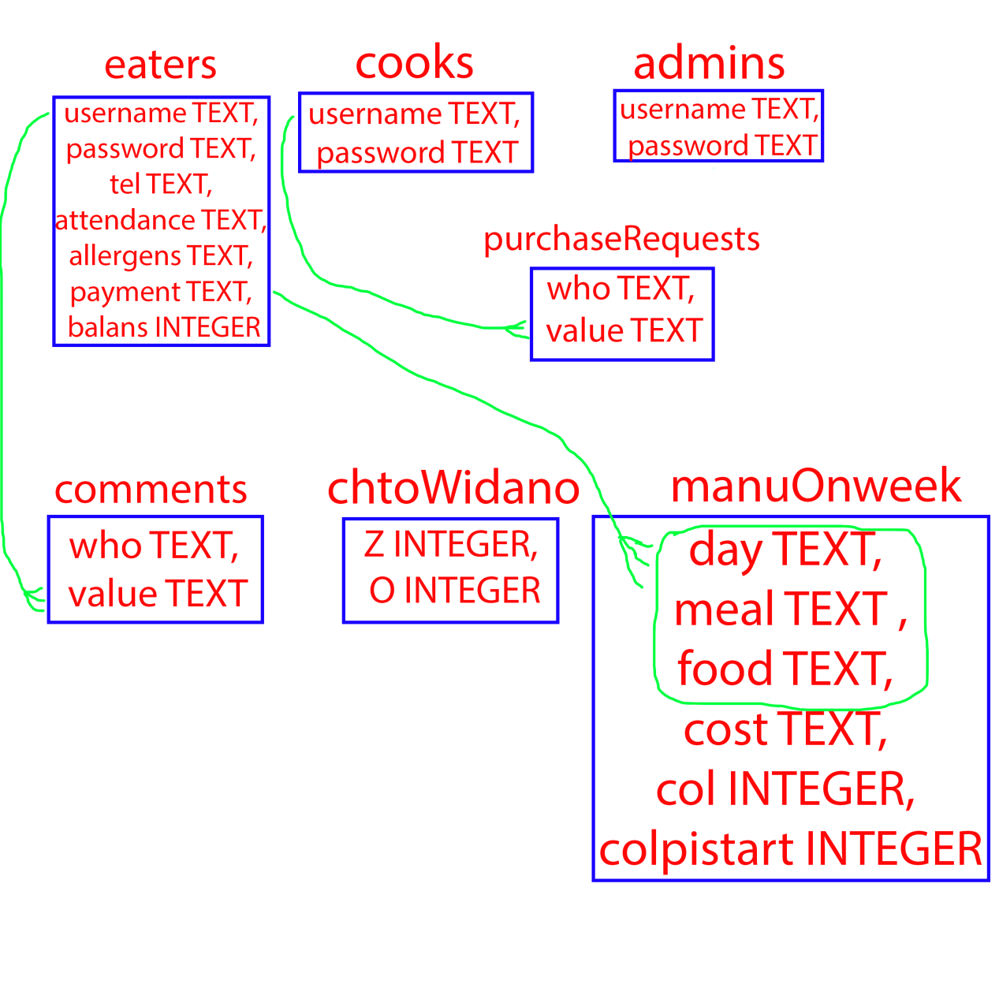 eaters
username TEXT,
password TEXT,
tel TEXT,
attendance TEXT,
allergens TEXT,
payment TEXT,
balans INTEGER
cooks
username TEXT,
password TEXT
admins
username TEXT,
password TEXT
purchaseRequests
who TEXT,
value TEXT
comments
who TEXT,
value TEXT
chtoWidano
Z INTEGER,
O INTEGER
manuOnweek
day TEXT,
meal TEXT ,
food TEXT,
cost TEXT,
col INTEGER,
colpistart INTEGER